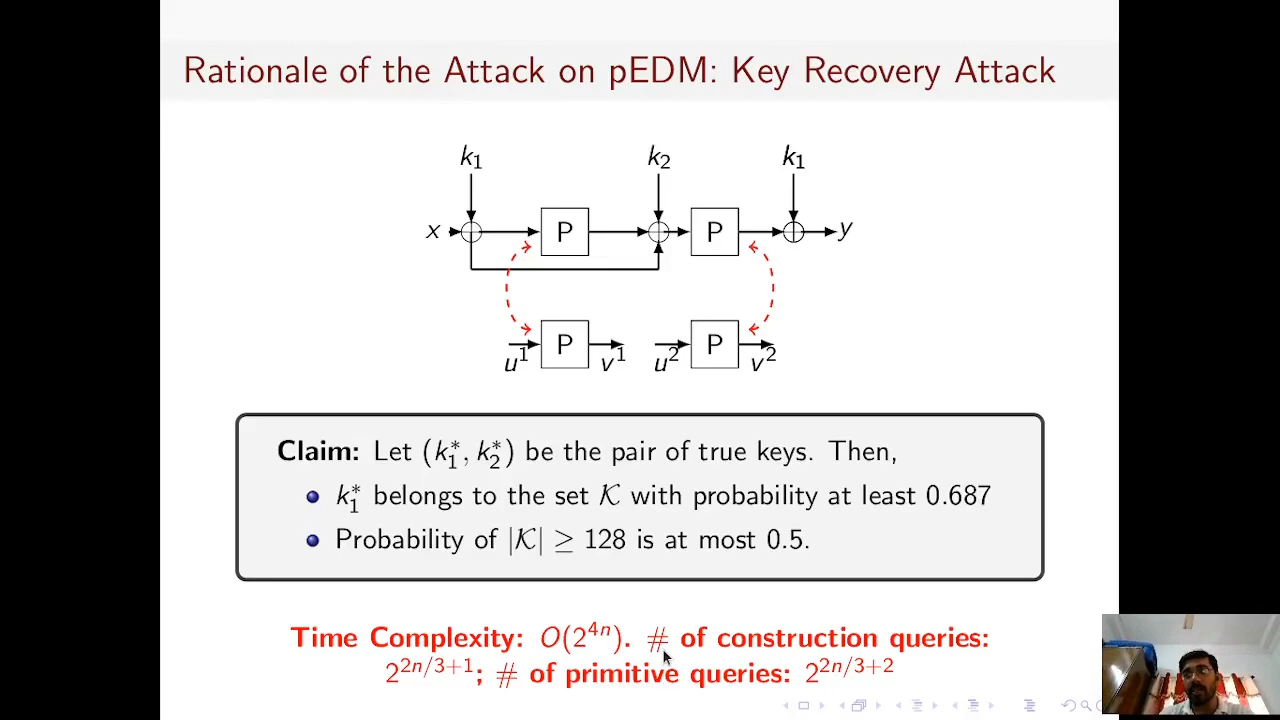 Rationale of the Attack on pEDM: Key Recovery Attack
k₁ k₂ k₁
x P P y
P P
u¹ v¹ u² v²
Claim: Let (k₁*, k₂*) be the pair of true keys. Then,
k₁* belongs to the set 𝒦 with probability at least 0.687
Probability of |𝒦| ≥ 128 is at most 0.5.
Time Complexity: O(2⁴ⁿ). # of construction queries:
2^{2n/3+1}; # of primitive queries: 2^{2n/3+2}